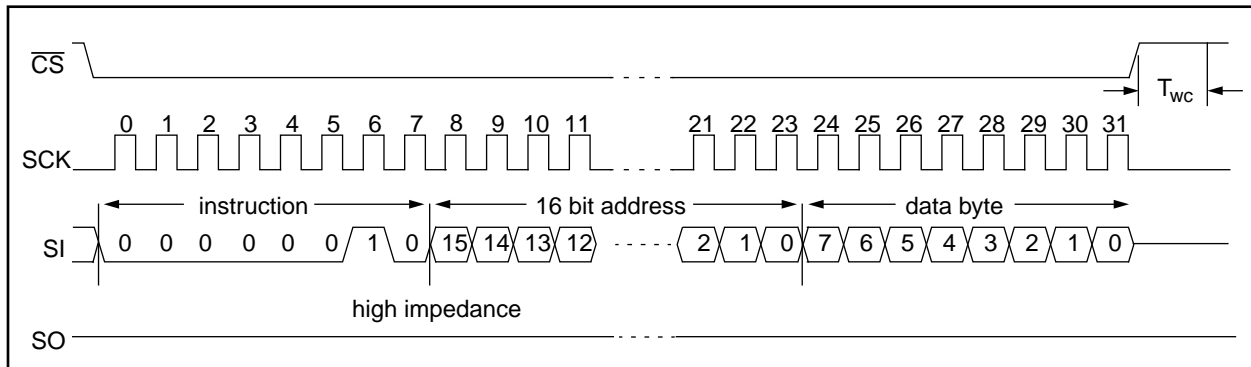 CS
Twc
0 1 2 3 4 5 6 7 8 9 10 11 21 22 23 24 25 26 27 28 29 30 31
SCK
instruction 16 bit address data byte
SI 0 0 0 0 0 0 1 0 15 14 13 12 2 1 0 7 6 5 4 3 2 1 0
high impedance
SO